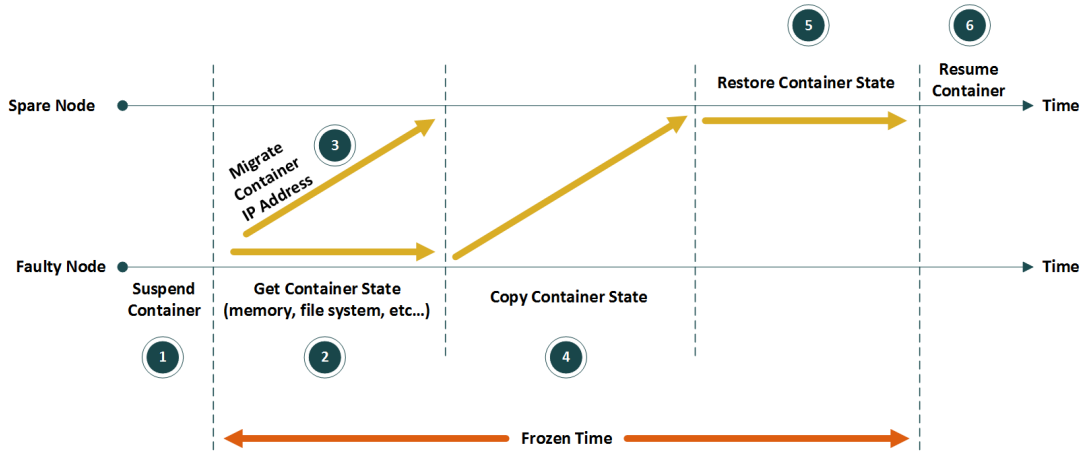 5
6
Restore Container State
Resume
Container
Spare Node
Time
3
Migrate
Container
IP Address
Faulty Node
Time
Suspend
Container
Get Container State
(memory, file system, etc...)
Copy Container State
1
2
4
Frozen Time